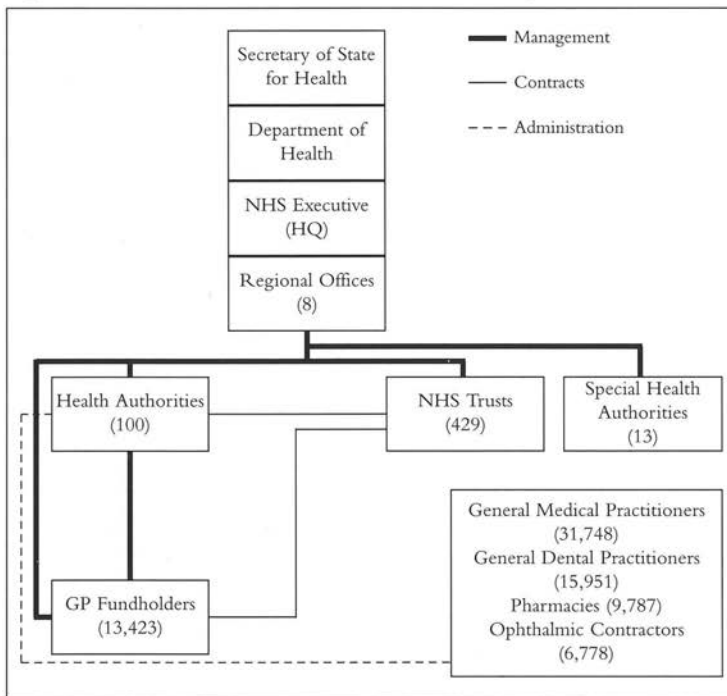 Secretary of State
for Health
Department of
Health
NHS Executive
(HQ)
Regional Offices
(8)
Management
Contracts
Administration
Health Authorities
(100)
NHS Trusts
(429)
Special Health
Authorities
(13)
GP Fundholders
(13,423)
General Medical Practitioners
(31,748)
General Dental Practitioners
(15,951)
Pharmacies (9,787)
Ophthalmic Contractors
(6,778)